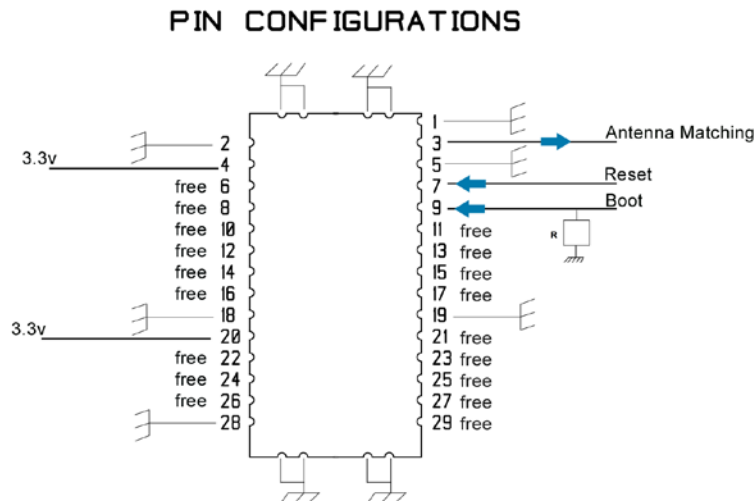 PIN CONFIGURATIONS
1
2
3
Antenna Matching
3.3v
4
5
free 6
7
Reset
free 8
9
Boot
free 10
11 free
R
free 12
13 free
free 14
15 free
free 16
17 free
18
19
3.3v
20
21 free
free 22
23 free
free 24
25 free
free 26
27 free
28
29 free